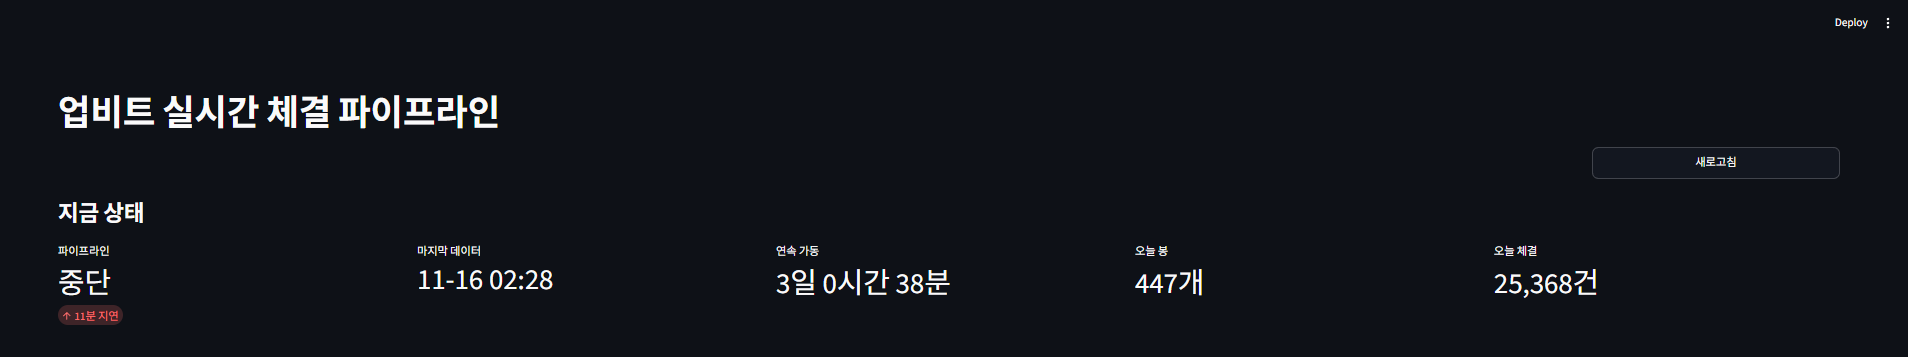 Deploy
업비트 실시간 체결 파이프라인
새로고침
지금 상태
파이프라인
중단
↑ 11분 지연
마지막 데이터
11-16 02:28
연속 가동
3일 0시간 38분
오늘 봉
447개
오늘 체결
25,368건